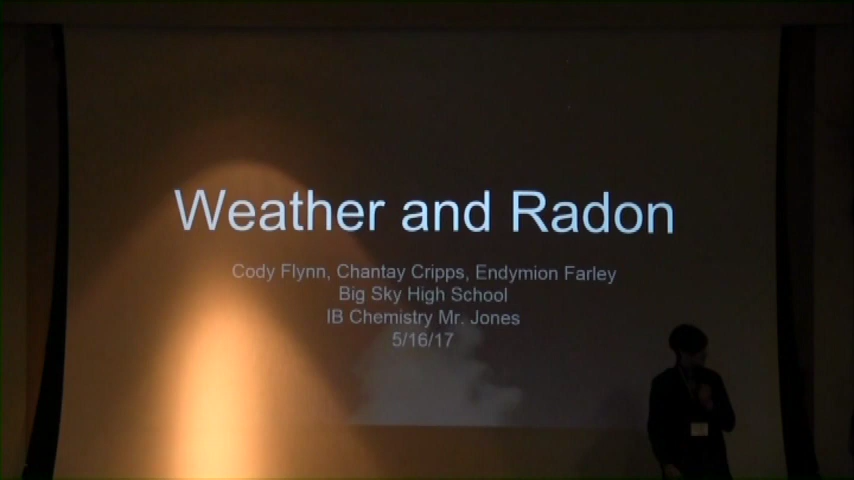 Weather and Radon
Cody Flynn, Chantay Cripps, Endymion Farley
Big Sky High School
IB Chemistry Mr. Jones
5/16/17